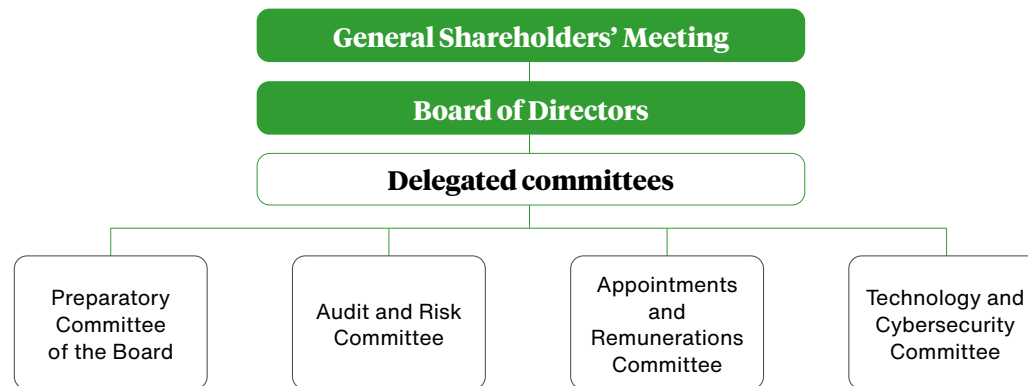 General Shareholders’ Meeting
Board of Directors
Delegated committees
Preparatory
Committee
of the Board
Audit and Risk
Committee
Appointments
and
Remunerations
Committee
Technology and
Cybersecurity
Committee